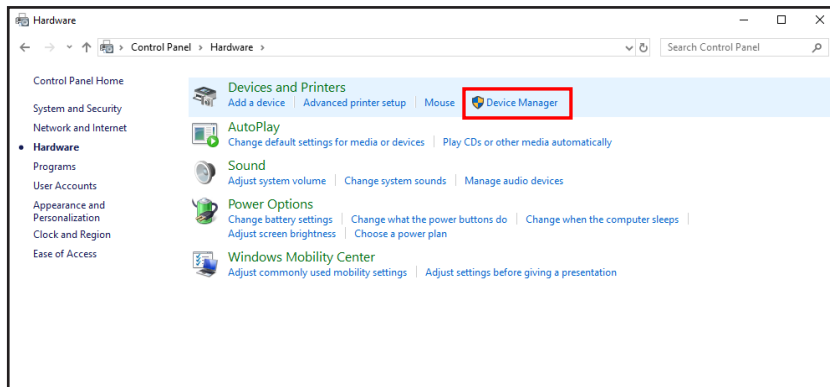 Hardware
Control Panel > Hardware >
Search Control Panel
Control Panel Home
System and Security
Network and Internet
Hardware
Programs
User Accounts
Appearance and
Personalization
Clock and Region
Ease of Access
Devices and Printers
Add a device | Advanced printer setup | Mouse | Device Manager
AutoPlay
Change default settings for media or devices | Play CDs or other media automatically
Sound
Adjust system volume | Change system sounds | Manage audio devices
Power Options
Change battery settings | Change what the power buttons do | Change when the computer sleeps |
Adjust screen brightness | Choose a power plan
Windows Mobility Center
Adjust commonly used mobility settings | Adjust settings before giving a presentation